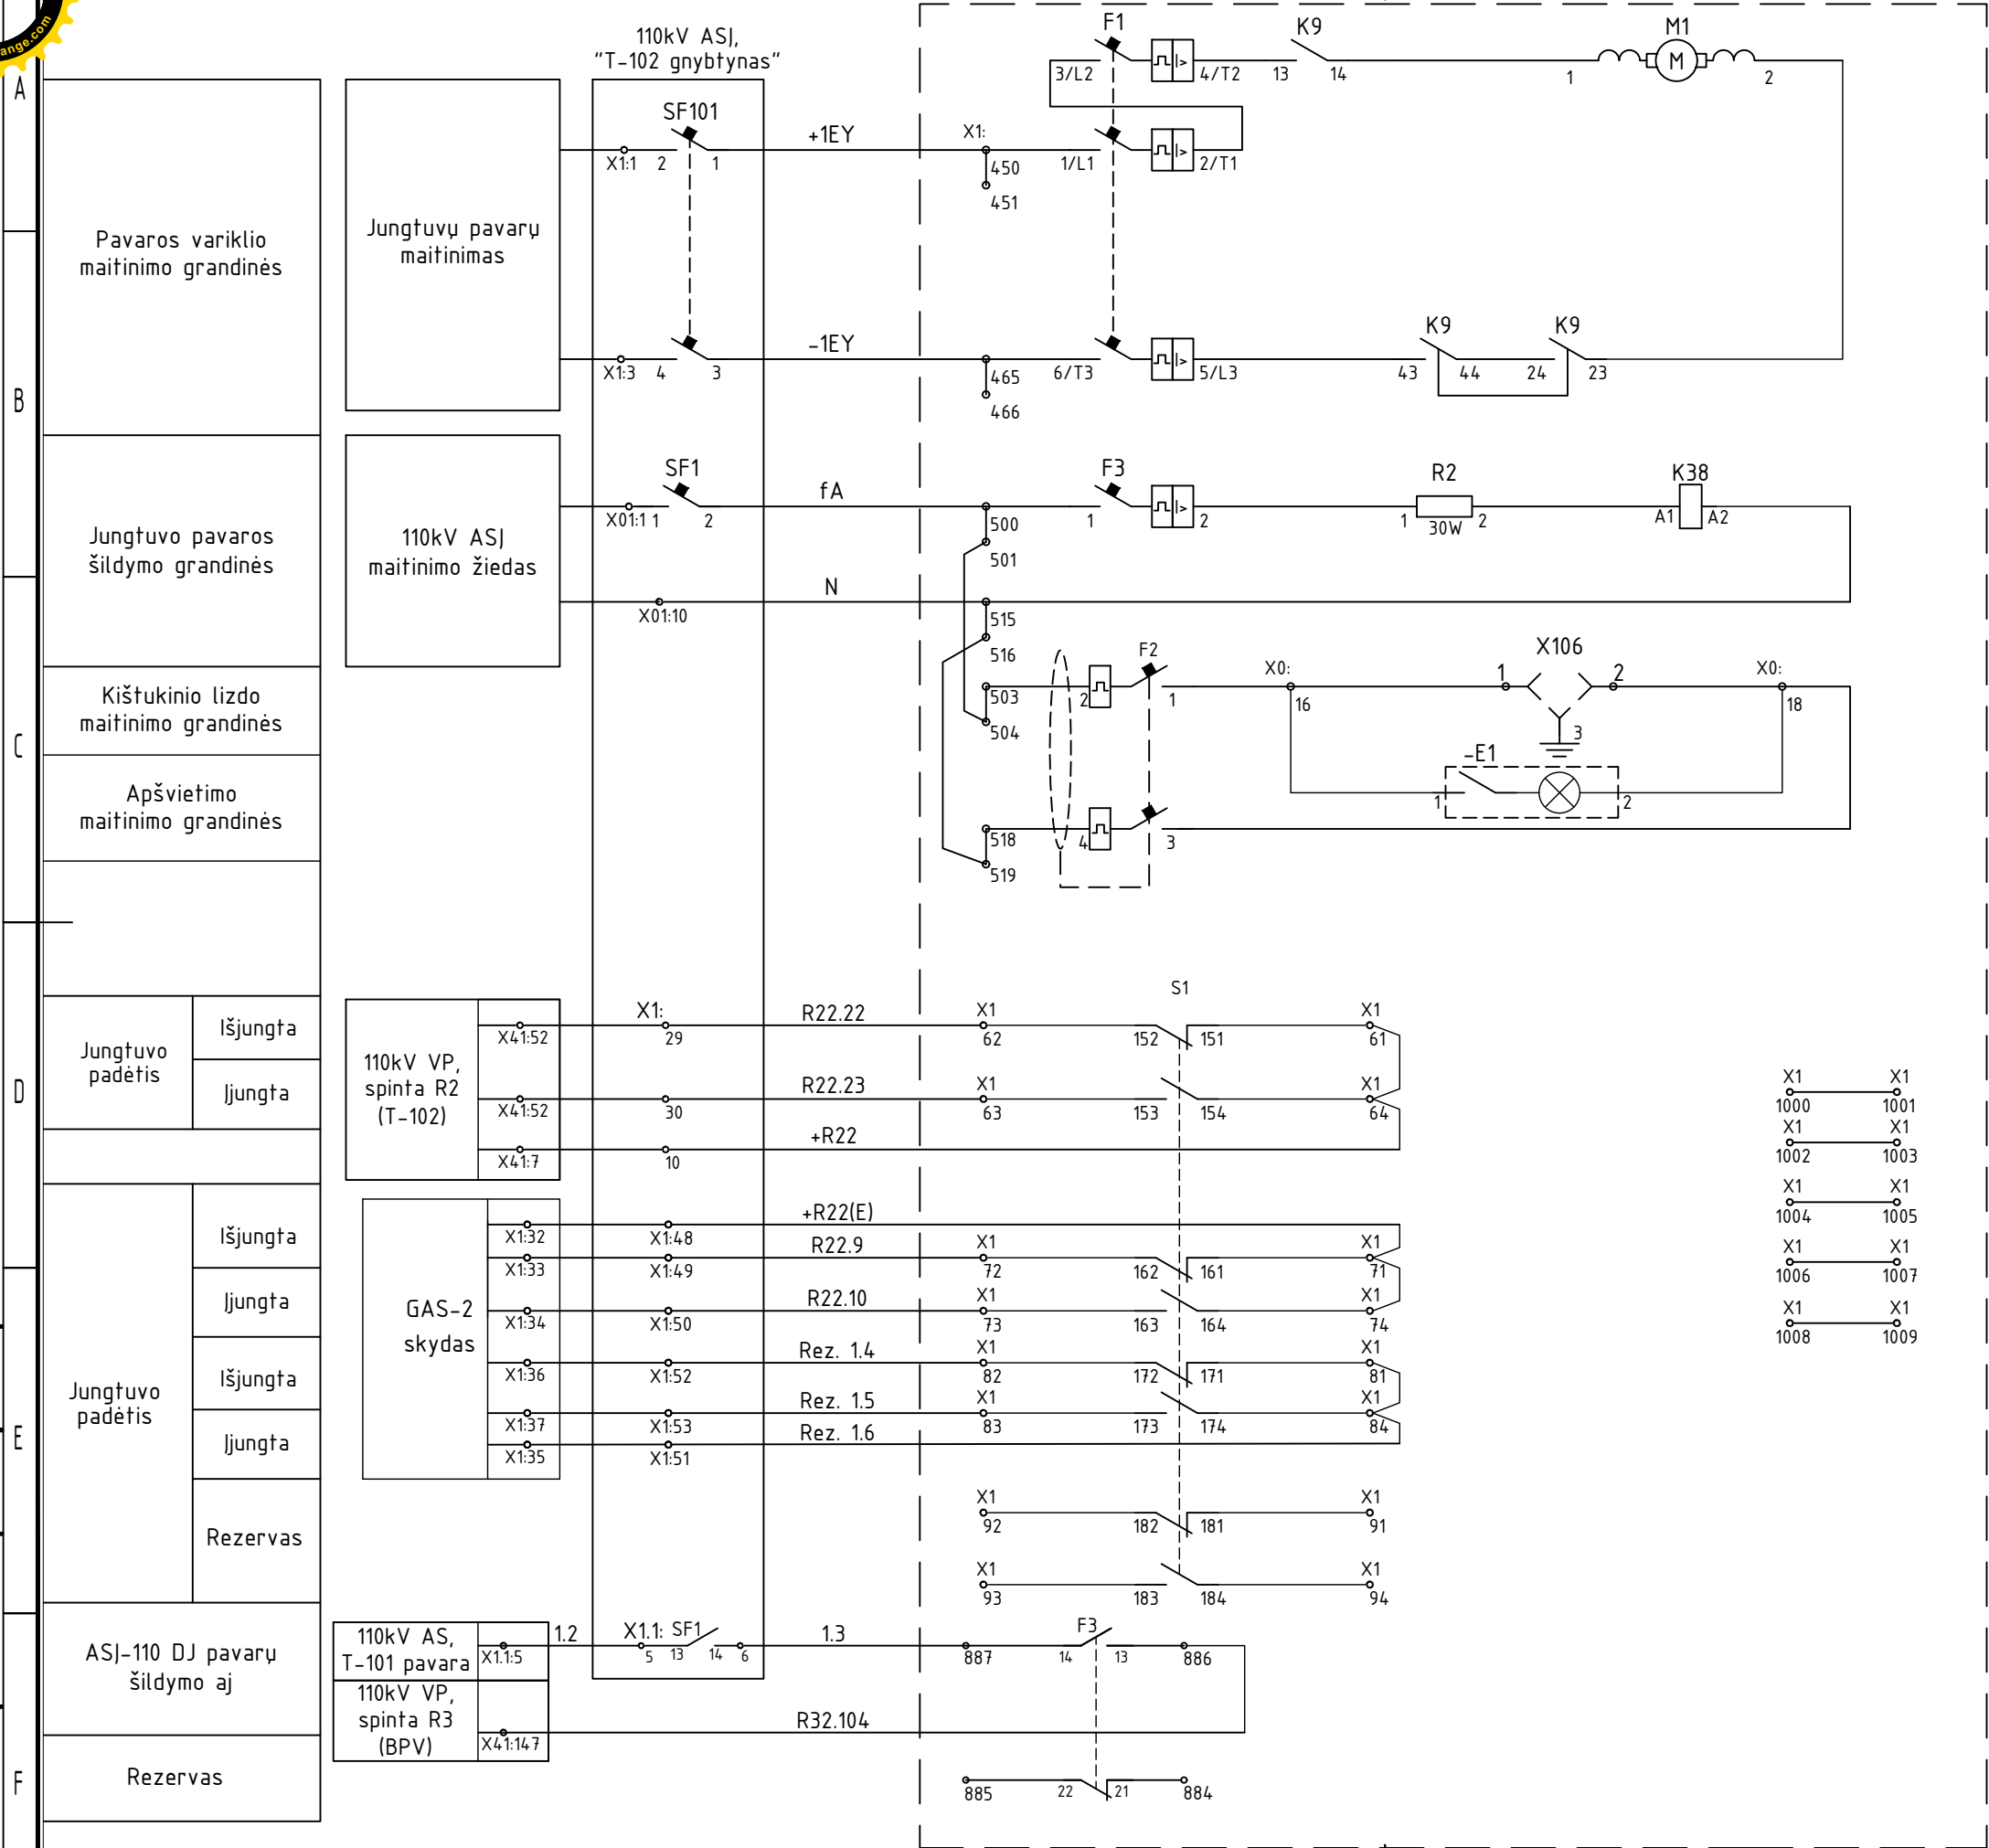 ange.com
A
B
C
D
E
F
110kV ASĮ,
"T-102 gnybtynas"
Pavaros variklio
maitinimo grandinės
Jungtuvo pavaros
šildymo grandinės
Kištukinio lizdo
maitinimo grandinės
Apšvietimo
maitinimo grandinės
Jungtuvų pavarų
maitinimas
110kV ASĮ
maitinimo žiedas
F1
3/L2
4/T2
K9
13
14
M1
M
1
2
SF101
X1:1
2
1
+1EY
X1:
450
451
1/L1
2/T1
X1:3
4
3
-1EY
465
466
6/T3
5/L3
K9
43
44
K9
24
23
SF1
X01:1
1
2
fA
500
501
F3
1
2
R2
1
30W
2
K38
A1
A2
X01:10
N
515
516
503
504
F2
2
1
X0:
16
X106
1
2
3
X0:
18
-E1
1
2
518
519
4
3
Jungtuvo
padėtis
Išjungta
Įjungta
110kV VP,
spinta R2
(T-102)
S1
X41:52
X1:
29
R22.22
X1
62
152
151
X1
61
X41:52
30
R22.23
X1
63
153
154
X1
64
X41:7
10
+R22
X1
1000
X1
1001
X1
1002
X1
1003
X1
1004
X1
1005
X1
1006
X1
1007
X1
1008
X1
1009
Jungtuvo
padėtis
Išjungta
Įjungta
Išjungta
Įjungta
Rezervas
GAS-2
skydas
X1:32
X1:48
+R22(E)
X1:33
X1:49
R22.9
X1
72
162
161
X1
71
X1:34
X1:50
R22.10
X1
73
163
164
X1
74
X1:36
X1:52
Rez. 1.4
X1
82
172
171
X1
81
X1:37
X1:53
Rez. 1.5
X1
83
173
174
X1
84
X1:35
X1:51
Rez. 1.6
X1
92
182
181
X1
91
X1
93
183
184
X1
94
ASĮ-110 DJ pavarų
šildymo aj
110kV AS,
T-101 pavara
X1.1:5
1.2
X1.1:
5
SF1
13
14
6
1.3
887
F3
14
13
886
110kV VP,
spinta R3
(BPV)
X41:147
R32.104
Rezervas
885
22
21
884